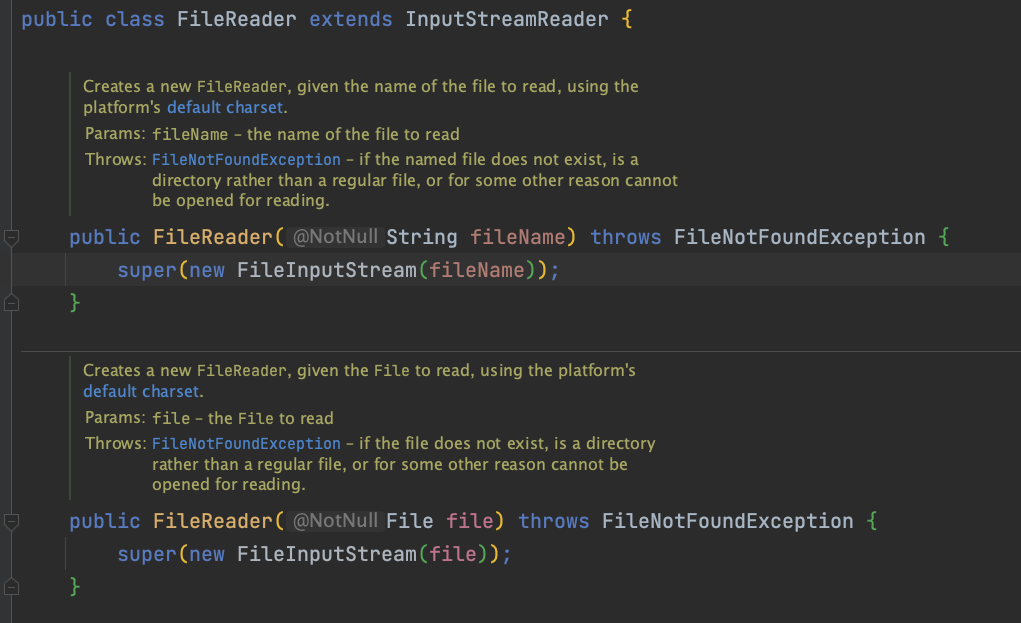 public class FileReader extends InputStreamReader {
Creates a new FileReader, given the name of the file to read, using the
platform's default charset.
Params: fileName – the name of the file to read
Throws: FileNotFoundException – if the named file does not exist, is a
directory rather than a regular file, or for some other reason cannot
be opened for reading.
public FileReader( @NotNull String fileName) throws FileNotFoundException {
super(new FileInputStream(fileName));
}
Creates a new FileReader, given the File to read, using the platform's
default charset.
Params: file – the File to read
Throws: FileNotFoundException – if the file does not exist, is a directory
rather than a regular file, or for some other reason cannot be
opened for reading.
public FileReader( @NotNull File file) throws FileNotFoundException {
super(new FileInputStream(file));
}